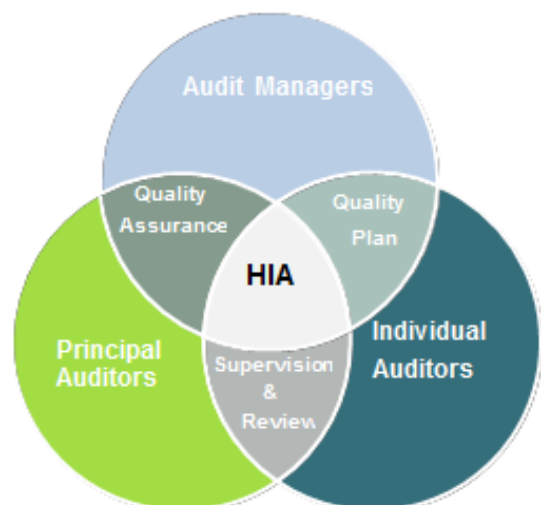 Audit Managers
Quality
Assurance
Quality
Plan
HIA
Principal
Auditors
Individual
Auditors
Supervision
&
Review